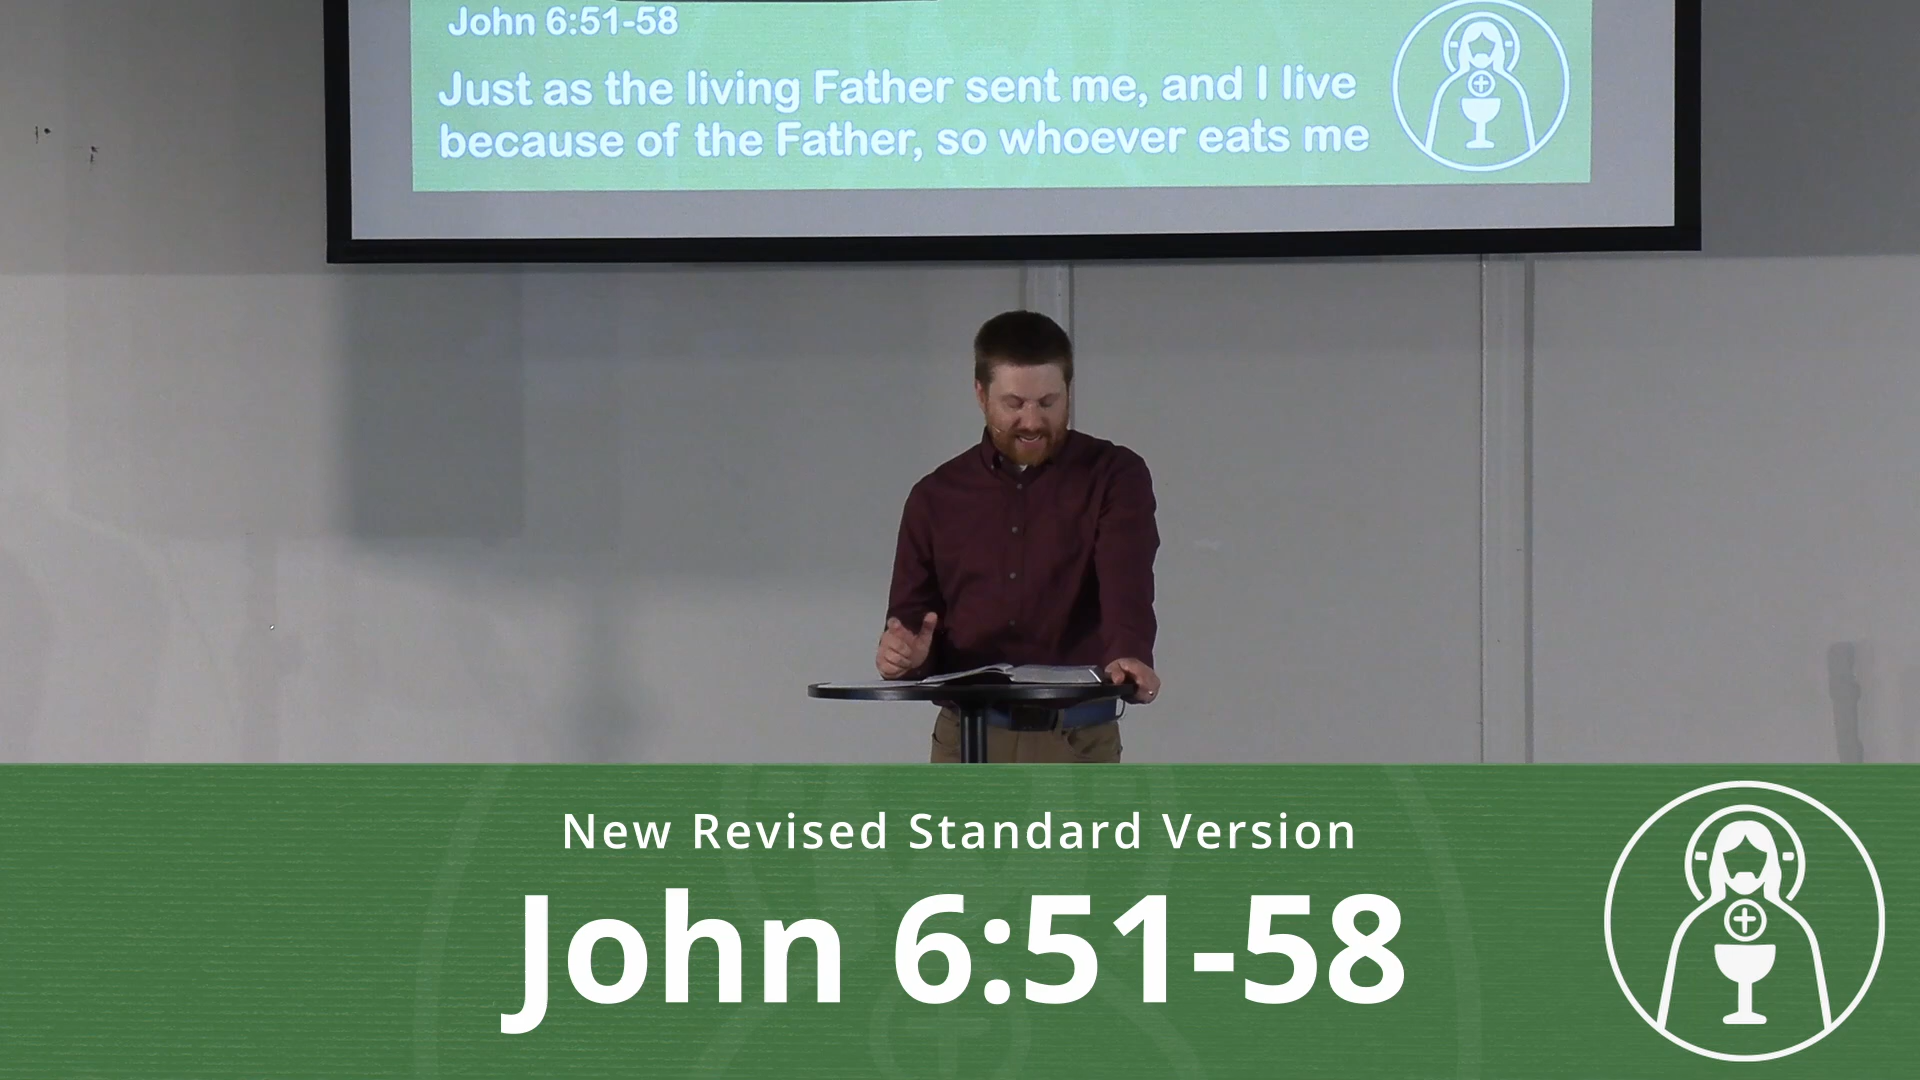 John 6:51-58
Just as the living Father sent me, and I live
because of the Father, so whoever eats me
New Revised Standard Version
John 6:51-58